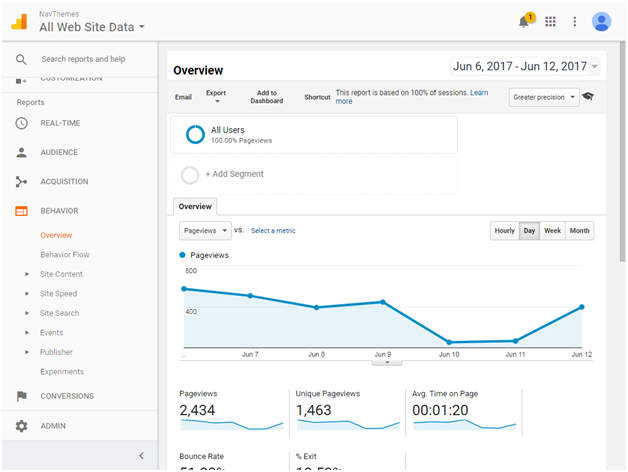 NavThemes
All Web Site Data
1
Search reports and help
CUSTOMIZATION
Reports
REAL-TIME
AUDIENCE
ACQUISITION
BEHAVIOR
Overview
Behavior Flow
Site Content
Site Speed
Site Search
Events
Publisher
Experiments
CONVERSIONS
ADMIN
Overview
Jun 6, 2017 - Jun 12, 2017
Email
Export
Add to
Dashboard
Shortcut
This report is based on 100% of sessions. Learn
more
Greater precision
All Users
100.00% Pageviews
+ Add Segment
Overview
Pageviews
vs.
Select a metric
Hourly
Day
Week
Month
Pageviews
800
400
...
Jun 7
Jun 8
Jun 9
Jun 10
Jun 11
Jun 12
Pageviews
2,434
Unique Pageviews
1,463
Avg. Time on Page
00:01:20
Bounce Rate
% Exit